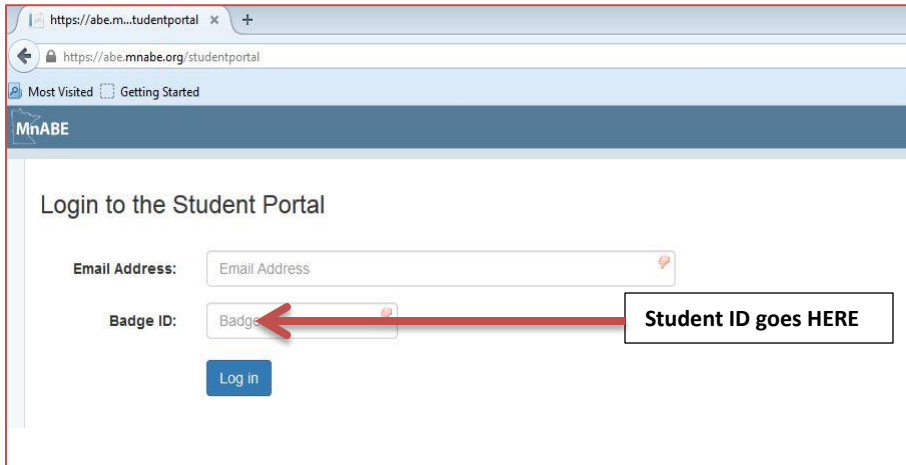 https://abe.m...tudentportal × +
https://abe.mnabe.org/studentportal
Most Visited Getting Started
MnABE
Login to the Student Portal
Email Address: Email Address
Badge ID: Badge
Student ID goes HERE
Log in